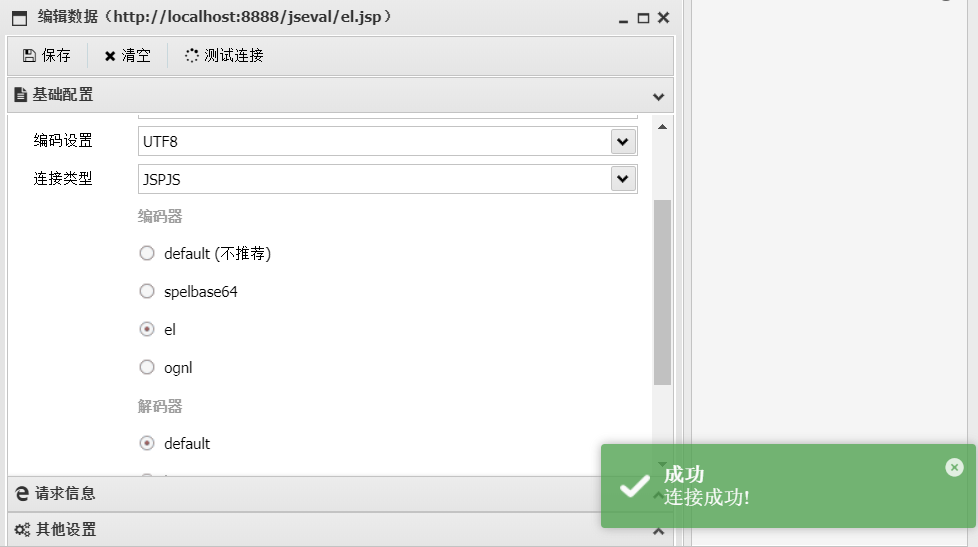 编辑数据（http://localhost:8888/jseval/el.jsp）
保存 清空 测试连接
基础配置
编码设置 UTF8
连接类型 JSPJS
编码器
default (不推荐)
spelbase64
el
ognl
解码器
default
成功
连接成功!
请求信息
其他设置